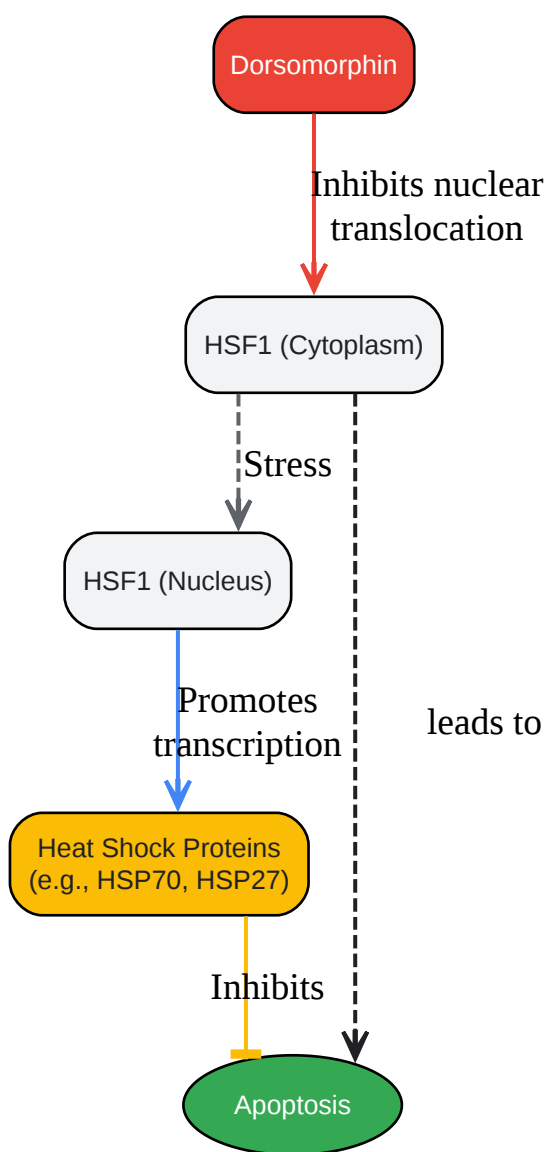 Dorsomorphin
Inhibits nuclear
translocation
HSF1 (Cytoplasm)
Stress
HSF1 (Nucleus)
Promotes
transcription
leads to
Heat Shock Proteins
(e.g., HSP70, HSP27)
Inhibits
Apoptosis